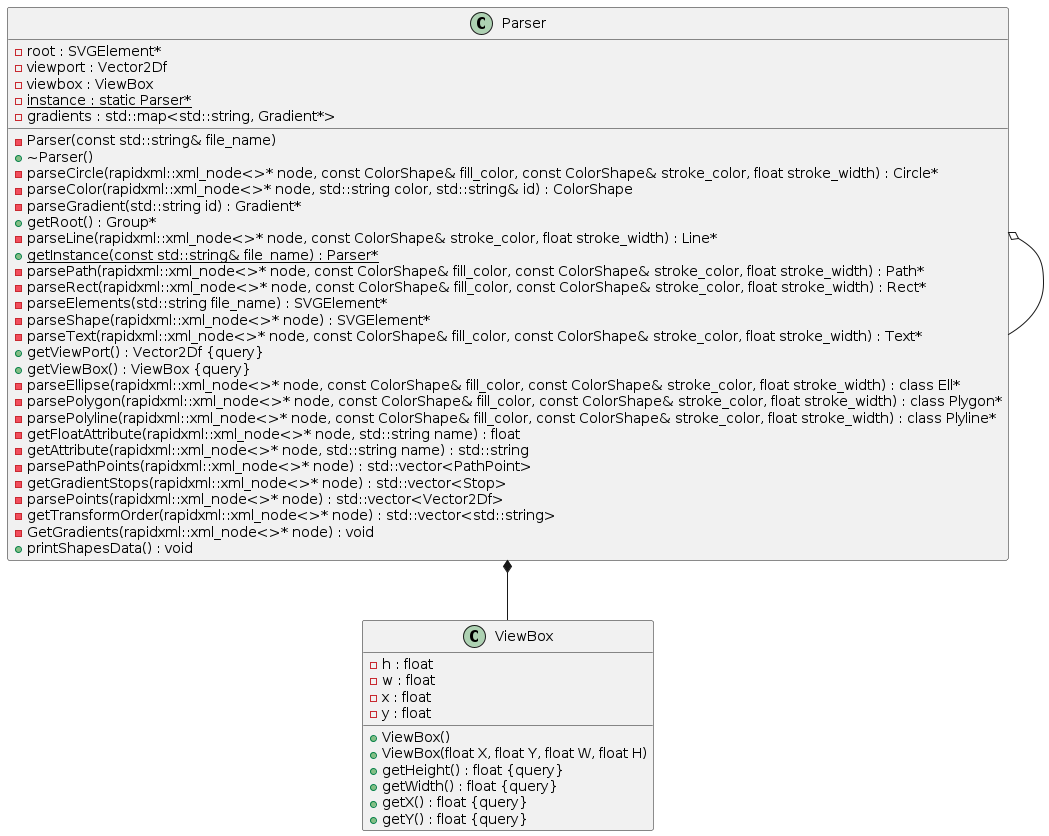 C Parser
root : SVGElement*
viewport : Vector2Df
viewbox : ViewBox
instance : static Parser*
gradients : std::map<std::string, Gradient*>
Parser(const std::string& file_name)
~Parser()
parseCircle(rapidxml::xml_node<>* node, const ColorShape& fill_color, const ColorShape& stroke_color, float stroke_width) : Circle*
parseColor(rapidxml::xml_node<>* node, std::string color, std::string& id) : ColorShape
parseGradient(std::string id) : Gradient*
getRoot() : Group*
parseLine(rapidxml::xml_node<>* node, const ColorShape& stroke_color, float stroke_width) : Line*
getInstance(const std::string& file_name) : Parser*
parsePath(rapidxml::xml_node<>* node, const ColorShape& fill_color, const ColorShape& stroke_color, float stroke_width) : Path*
parseRect(rapidxml::xml_node<>* node, const ColorShape& fill_color, const ColorShape& stroke_color, float stroke_width) : Rect*
parseElements(std::string file_name) : SVGElement*
parseShape(rapidxml::xml_node<>* node) : SVGElement*
parseText(rapidxml::xml_node<>* node, const ColorShape& fill_color, const ColorShape& stroke_color, float stroke_width) : Text*
getViewPort() : Vector2Df {query}
getViewBox() : ViewBox {query}
parseEllipse(rapidxml::xml_node<>* node, const ColorShape& fill_color, const ColorShape& stroke_color, float stroke_width) : class Ell*
parsePolygon(rapidxml::xml_node<>* node, const ColorShape& fill_color, const ColorShape& stroke_color, float stroke_width) : class Plygon*
parsePolyline(rapidxml::xml_node<>* node, const ColorShape& fill_color, const ColorShape& stroke_color, float stroke_width) : class Plyline*
getFloatAttribute(rapidxml::xml_node<>* node, std::string name) : float
getAttribute(rapidxml::xml_node<>* node, std::string name) : std::string
parsePathPoints(rapidxml::xml_node<>* node) : std::vector<PathPoint>
getGradientStops(rapidxml::xml_node<>* node) : std::vector<Stop>
parsePoints(rapidxml::xml_node<>* node) : std::vector<Vector2Df>
getTransformOrder(rapidxml::xml_node<>* node) : std::vector<std::string>
GetGradients(rapidxml::xml_node<>* node) : void
printShapesData() : void
C ViewBox
h : float
w : float
x : float
y : float
ViewBox()
ViewBox(float X, float Y, float W, float H)
getHeight() : float {query}
getWidth() : float {query}
getX() : float {query}
getY() : float {query}